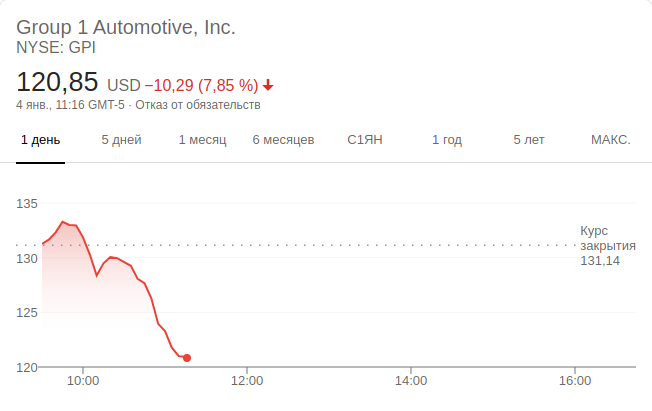 Group 1 Automotive, Inc.
NYSE: GPI
120,85 USD −10,29 (7,85 %)
4 янв., 11:16 GMT-5 · Отказ от обязательств
1 день 5 дней 1 месяц 6 месяцев С1ЯН 1 год 5 лет МАКС.
135
130
125
120
Курс
закрытия
131,14
10:00 12:00 14:00 16:00